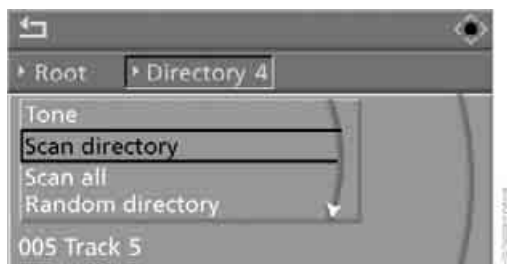 Root Directory 4
Tone
Scan directory
Scan all
Random directory
005 Track 5